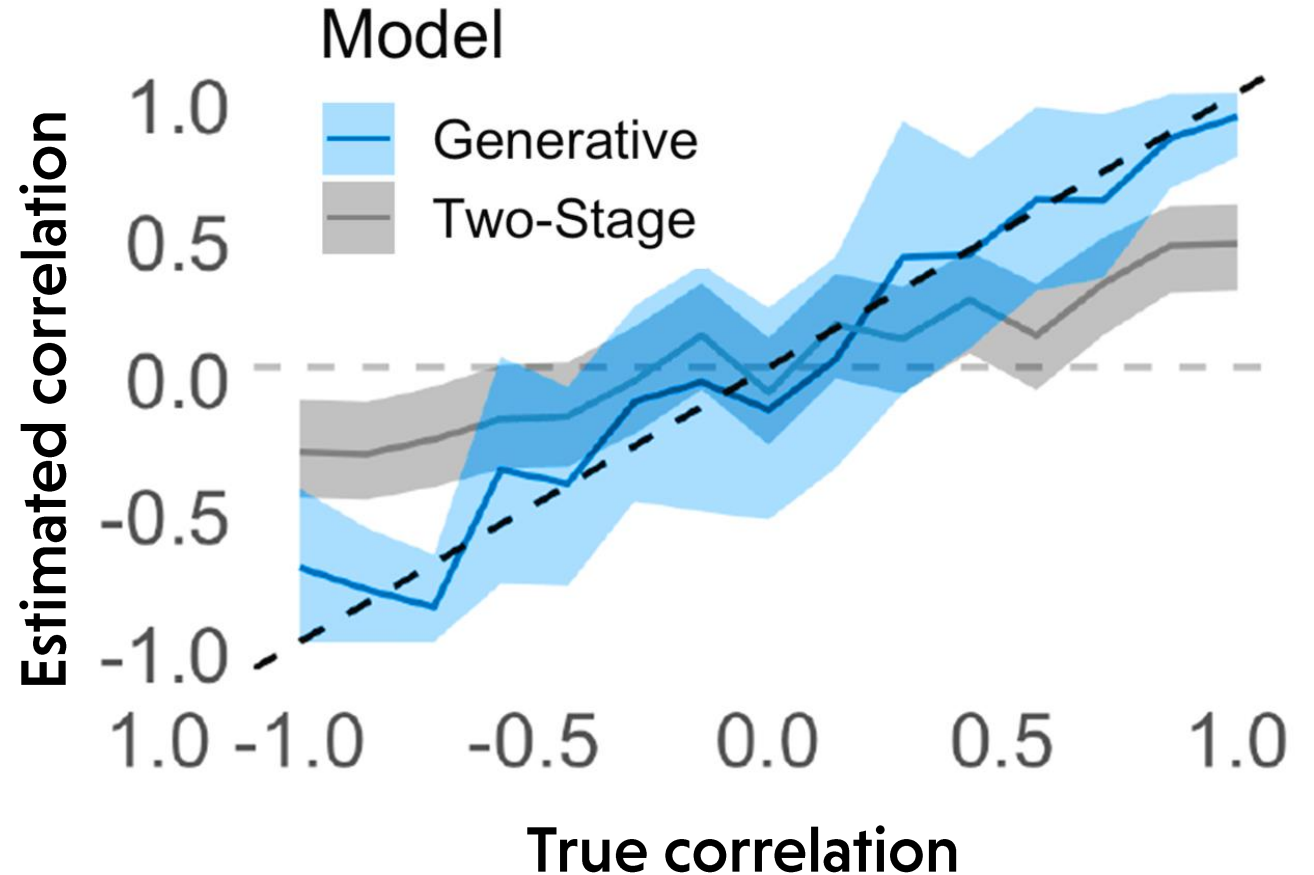 Model
Generative
Two-Stage
Estimated correlation
1.0
0.5
0.0
-0.5
-1.0
1.0 -1.0 -0.5 0.0 0.5 1.0
True correlation